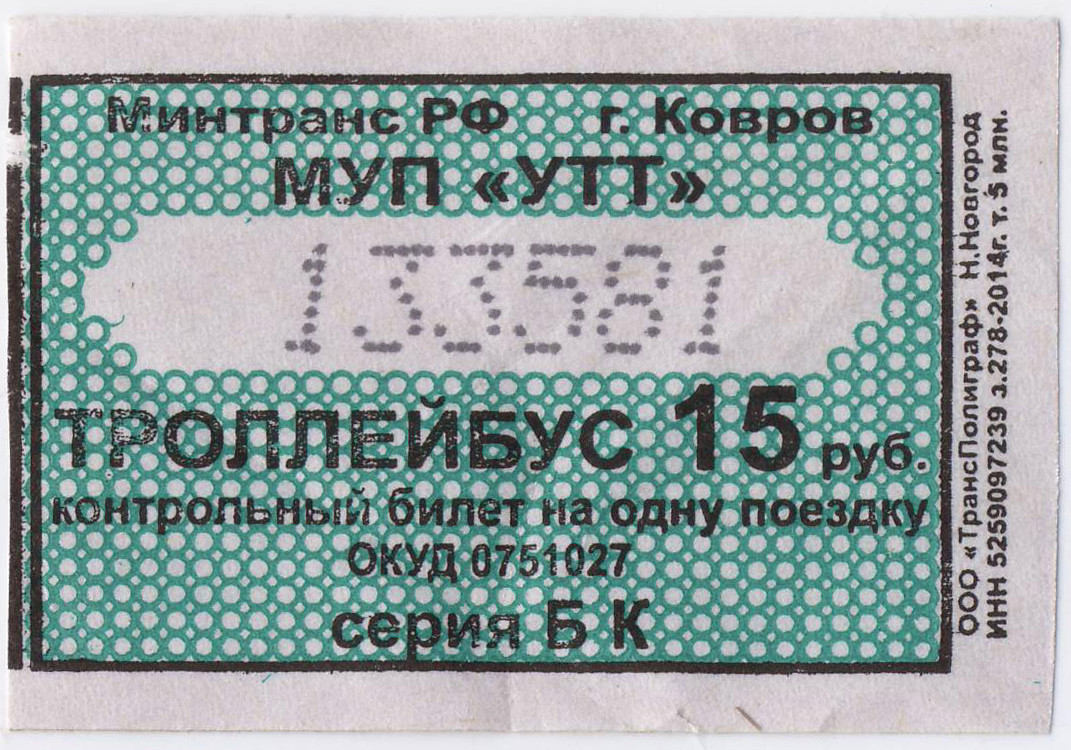 Минтранс РФ г. Ковров
МУП «УТТ»
133581
ТРОЛЛЕЙБУС 15 руб.
контрольный билет на одну поездку
ОКУД 0751027
серия Б К
ООО «ТрансПолиграф» Н.Новгород
ИНН 5259097239 з.278-2014г. т. 5 млн.